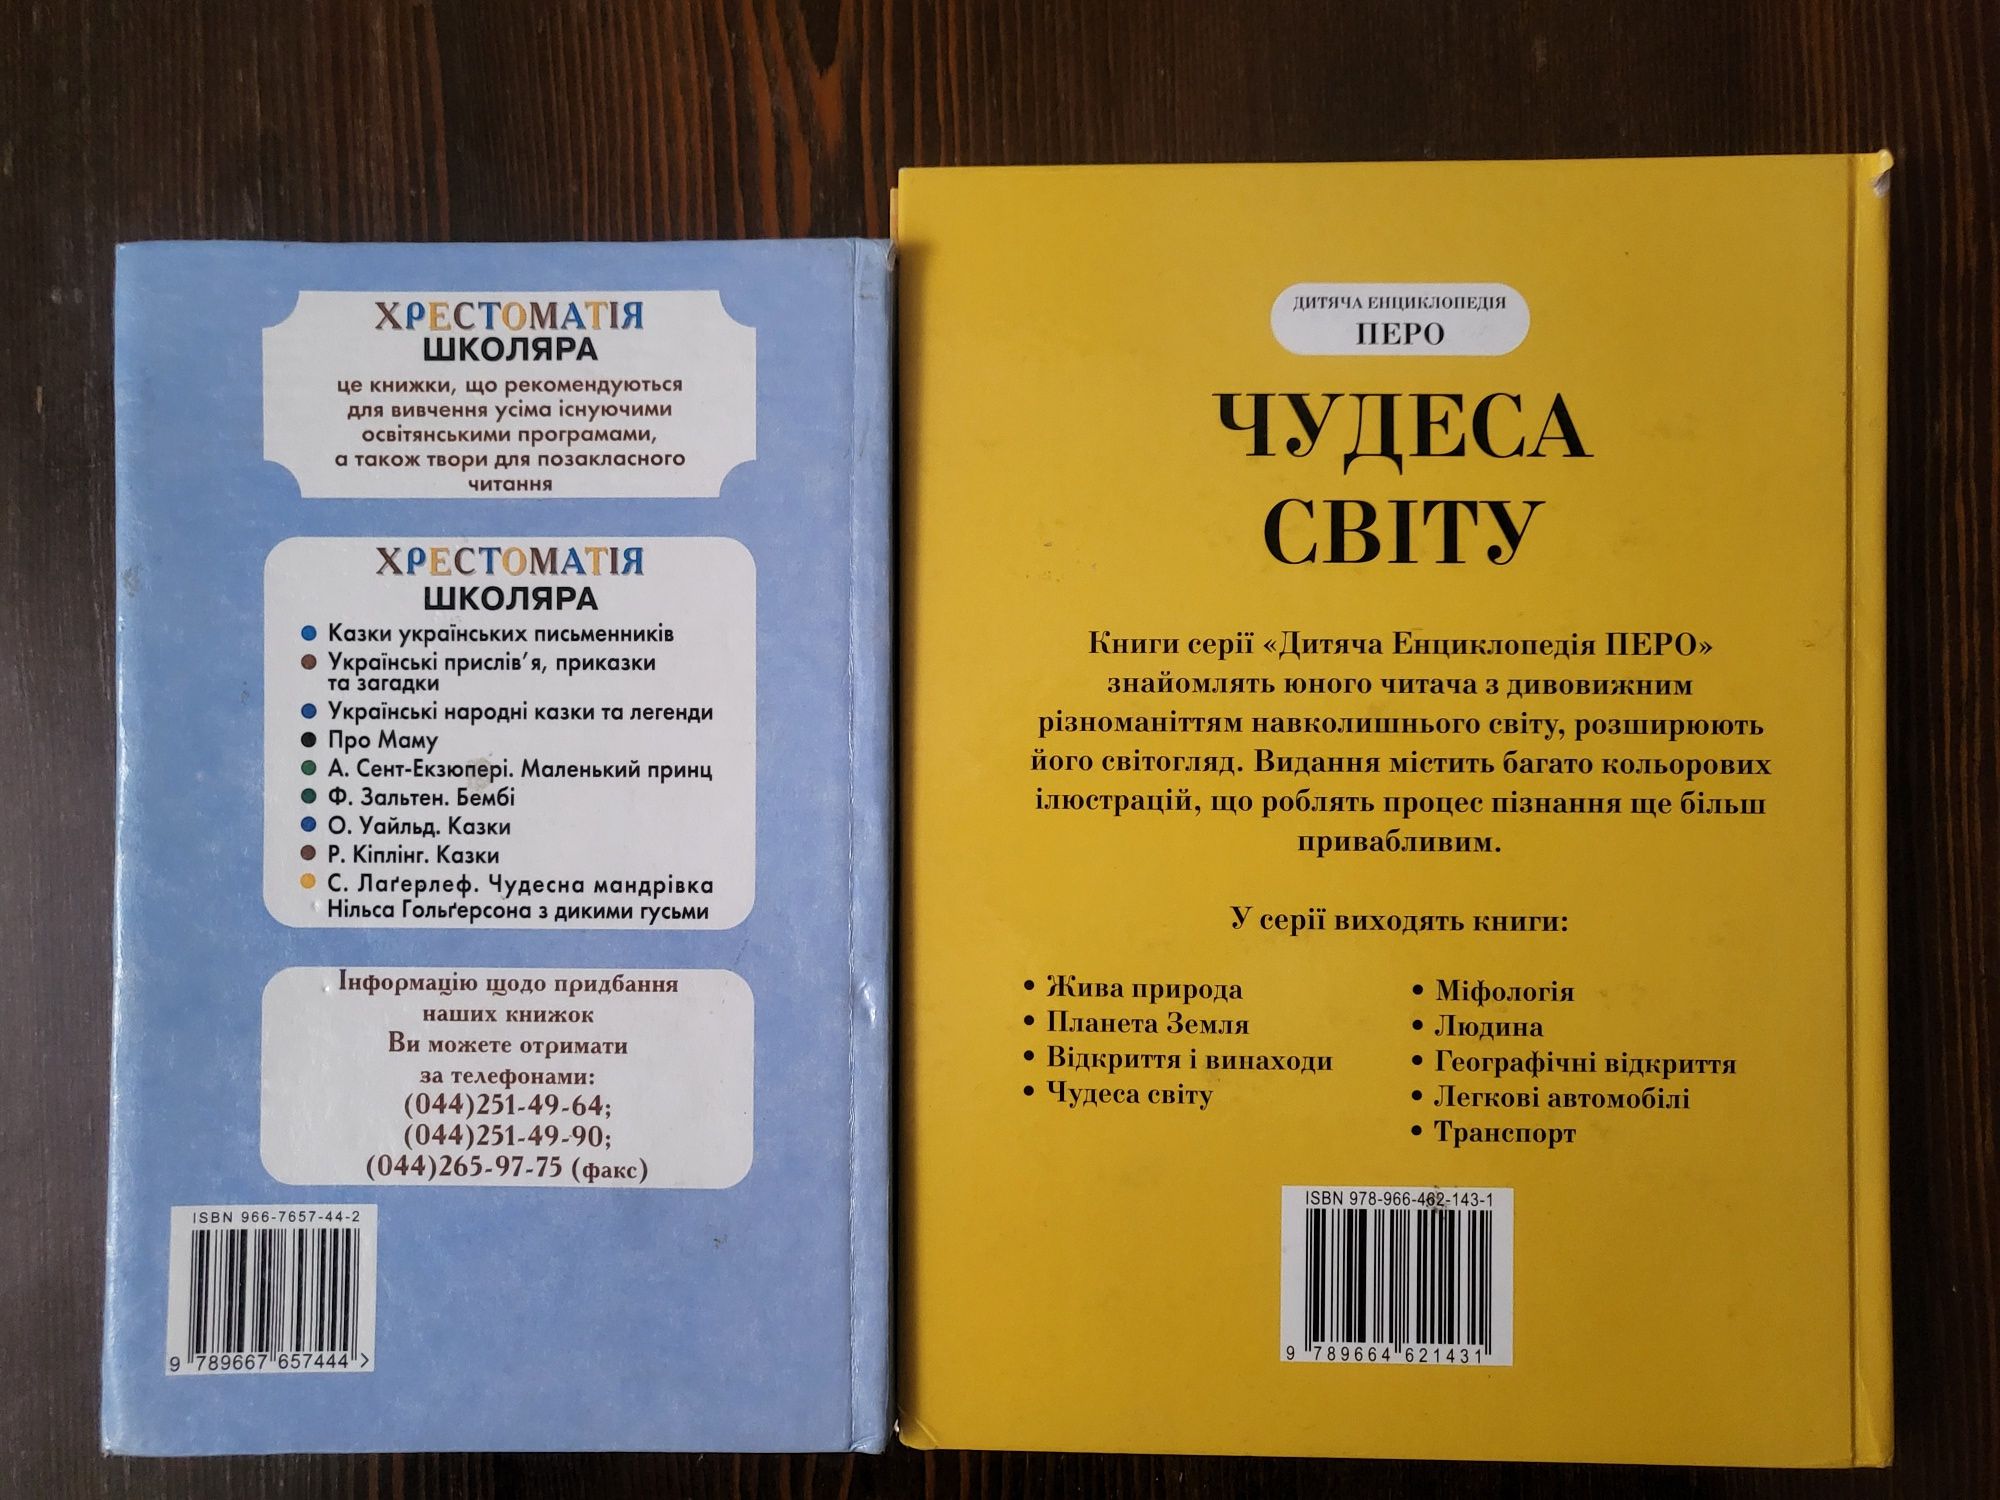 ХРЕСТОМАТІЯ
ШКОЛЯРА
це книжки, що рекомендуються
для вивчення усіма існуючими
освітянськими програмами,
а також твори для позакласного
читання
ХРЕСТОМАТІЯ
ШКОЛЯРА
Казки українських письменників
Українські прислів'я, приказки
та загадки
Українські народні казки та легенди
Про Маму
А. Сент-Екзюпері. Маленький принц
Ф. Зальтен. Бембі
О. Уайльд. Казки
Р. Кіплінг. Казки
С. Лаґерлеф. Чудесна мандрівка
Нільса Гольґерсона з дикими гусьми
Інформацію щодо придбання
наших книжок
Ви можете отримати
за телефонами:
(044)251-49-64;
(044)251-49-90;
(044)265-97-75 (факс)
ISBN 966-7657-44-2
9 789667 657444 >
ДИТЯЧА ЕНЦИКЛОПЕДІЯ
ПЕРО
ЧУДЕСА
СВІТУ
Книги серії «Дитяча Енциклопедія ПЕРО»
знайомлять юного читача з дивовижним
різноманіттям навколишнього світу, розширюють
його світогляд. Видання містить багато кольорових
ілюстрацій, що роблять процес пізнання ще більш
привабливим.
У серії виходять книги:
• Жива природа
• Планета Земля
• Відкриття і винаходи
• Чудеса світу
• Міфологія
• Людина
• Географічні відкриття
• Легкові автомобілі
• Транспорт
ISBN 978-966-462-143-1
9 789664 621431